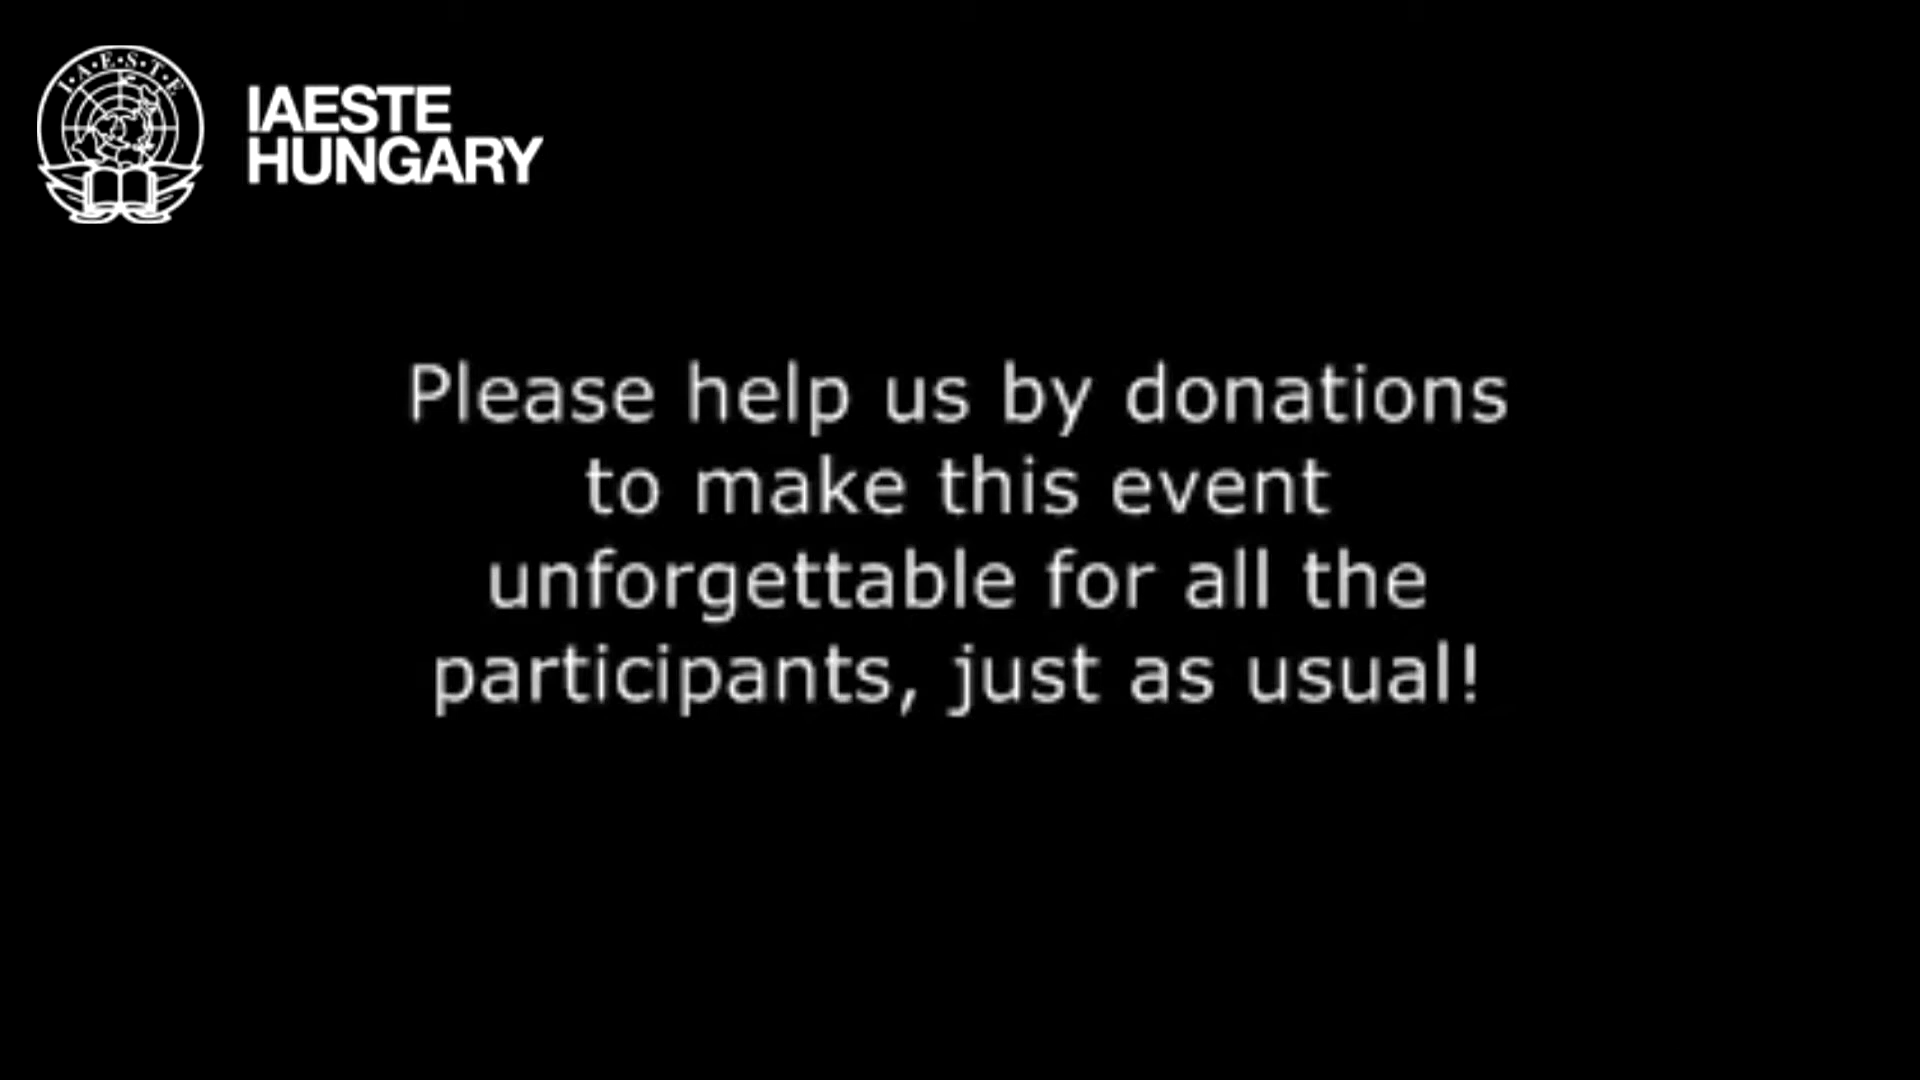 I·A·E·S·T·E
IAESTE
HUNGARY
Please help us by donations
to make this event
unforgettable for all the
participants, just as usual!